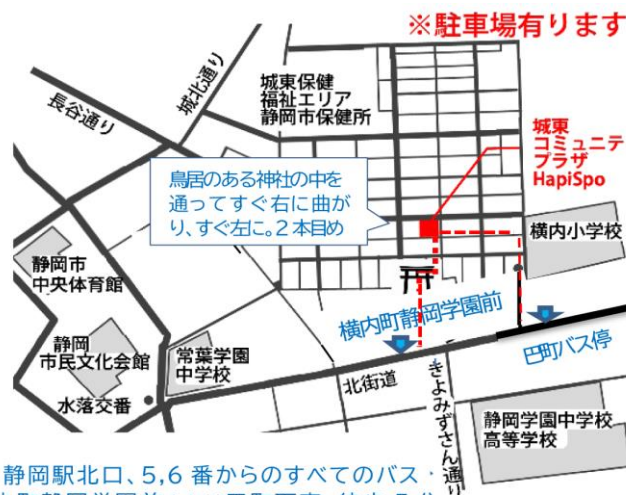 ※駐車場有ります
城東保健
福祉エリア
静岡市保健所
城北通り
長谷通り
城東
コミュニテ
プラザ
HapiSpo
鳥居のある神社の中を
通ってすぐ右に曲が
り、すぐ左に。2本目め
横内小学校
静岡市
中央体育館
横内町静岡学園前
静岡
市民文化会館
常葉学園
中学校
巴町バス停
北街道
水落交番
きよみずさん通り
静岡学園中学校
高等学校
静岡駅北口、5,6 番からのすべてのバス・